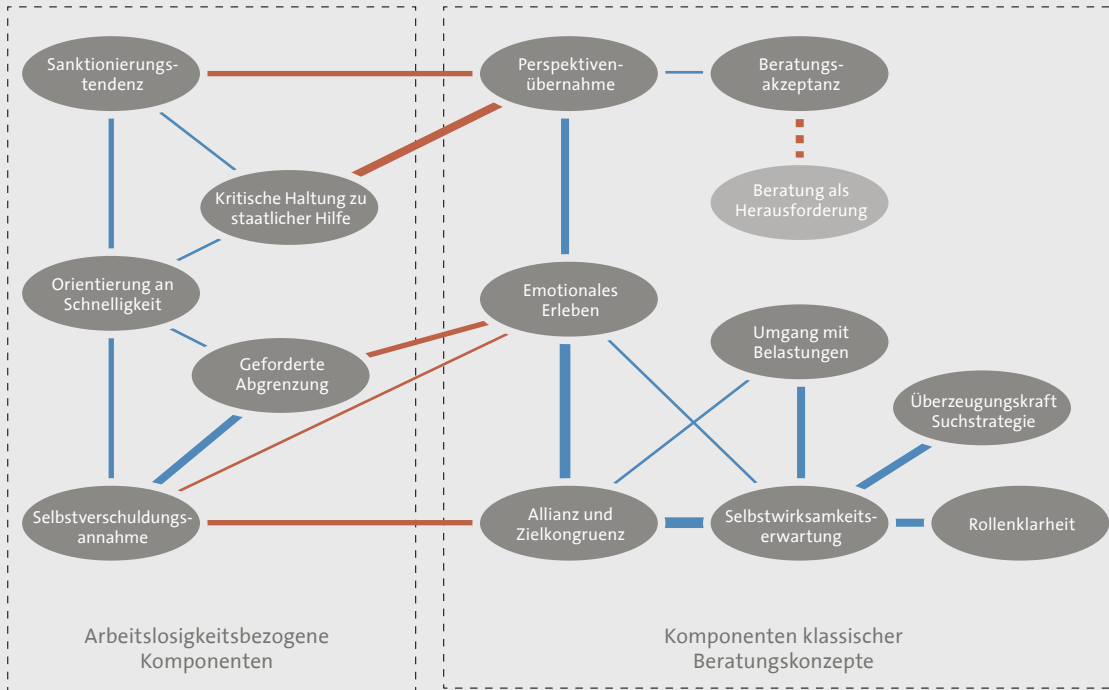 Sanktionierungs-
tendenz
Perspektiven-
übernahme
Beratungs-
akzeptanz
Kritische Haltung zu
staatlicher Hilfe
Beratung als
Herausforderung
Orientierung an
Schnelligkeit
Emotionales
Erleben
Geforderte
Abgrenzung
Umgang mit
Belastungen
Überzeugungskraft
Suchstrategie
Selbstverschuldungs-
annahme
Allianz und
Zielkongruenz
Selbstwirksamkeits-
erwartung
Rollenklarheit
Arbeitslosigkeitsbezogene
Komponenten
Komponenten klassischer
Beratungskonzepte